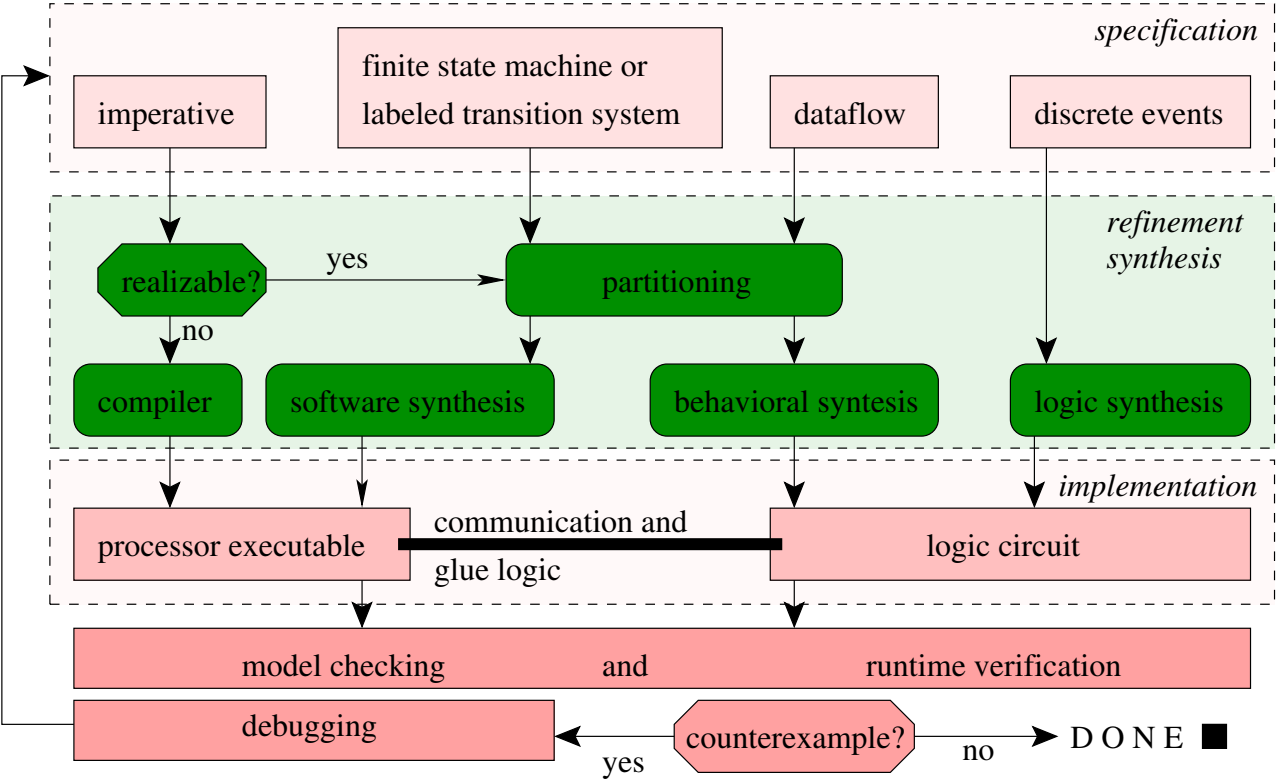 specification
finite state machine or
labeled transition system
imperative
dataflow
discrete events
refinement
synthesis
realizable?
yes
partitioning
no
compiler
software synthesis
behavioral syntesis
logic synthesis
implementation
processor executable
communication and
glue logic
logic circuit
model checking and runtime verification
debugging
yes
counterexample?
no
D O N E